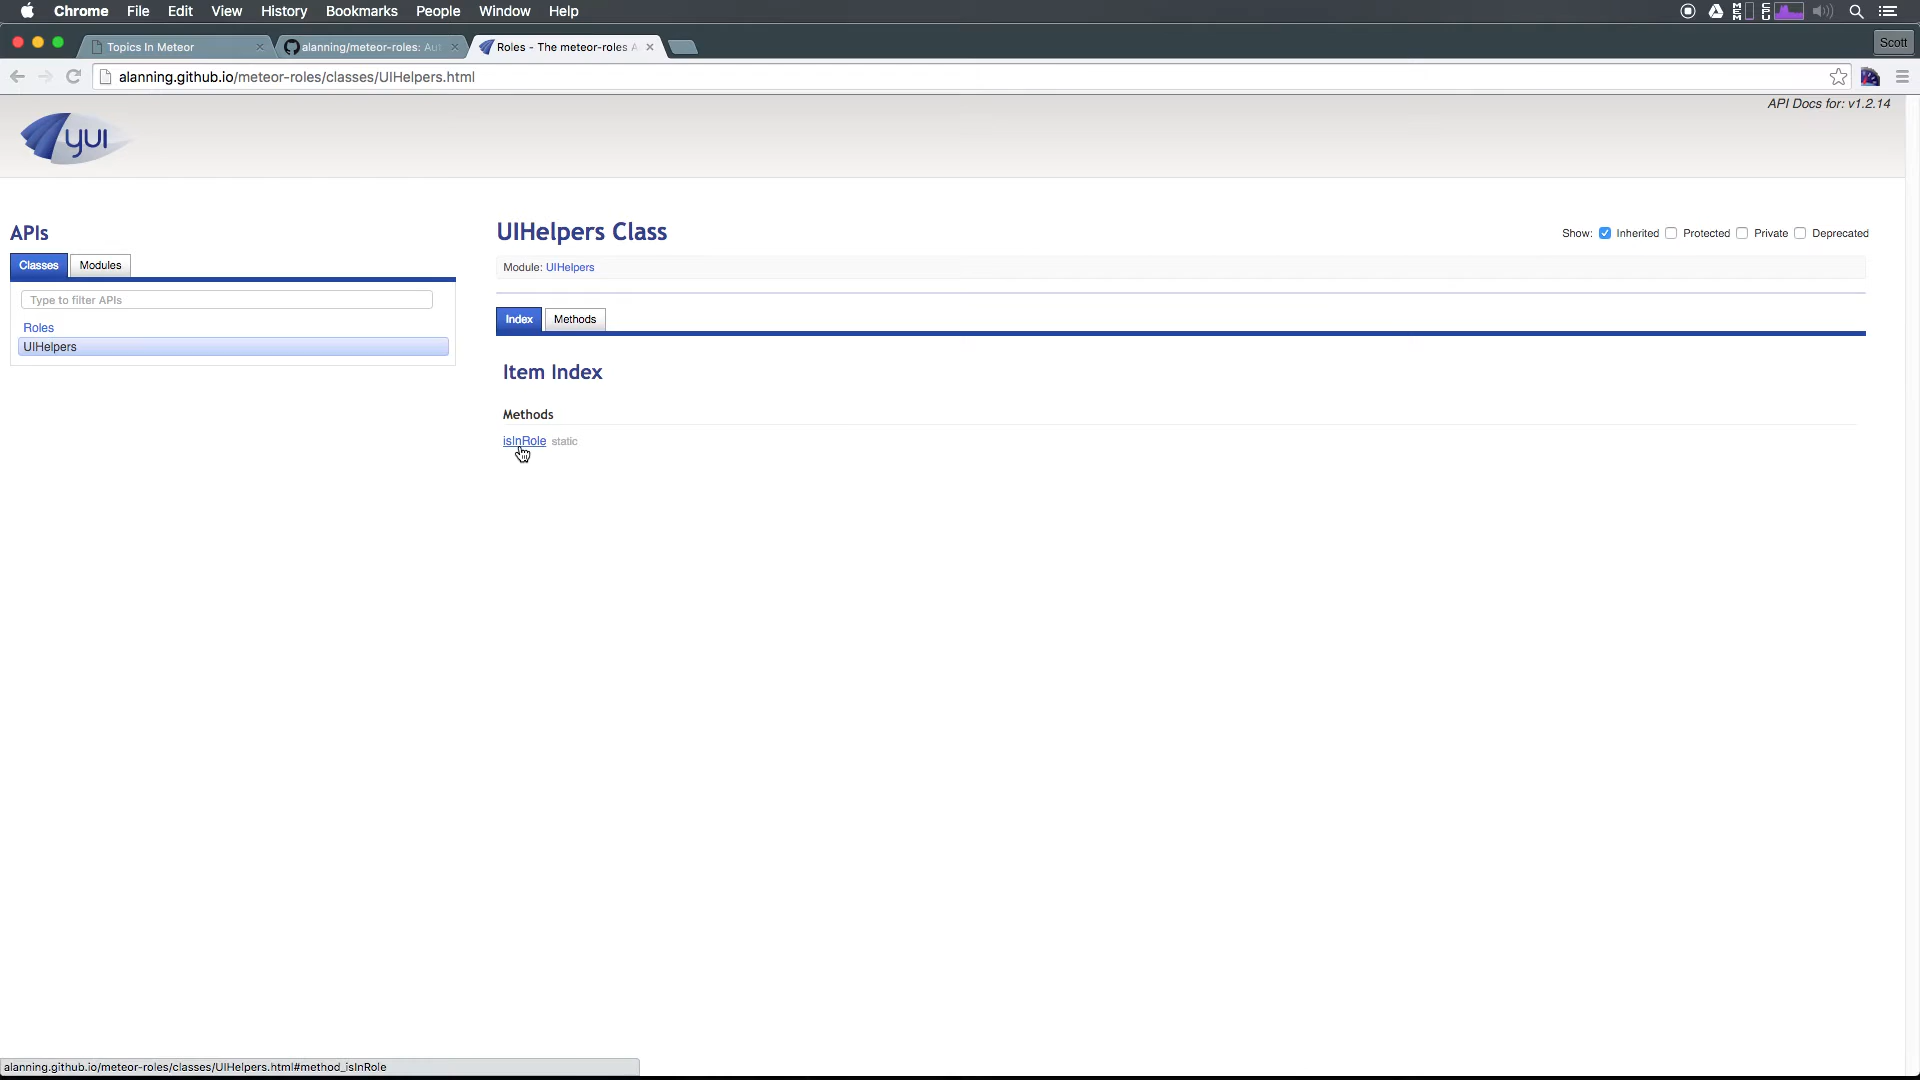 Chrome File Edit View History Bookmarks People Window Help
MEM CPU
Topics In Meteor
alanning/meteor-roles: Aut
Roles - The meteor-roles A
Scott
alanning.github.io/meteor-roles/classes/UIHelpers.html
API Docs for: v1.2.14
yui
APIs
Classes Modules
Type to filter APIs
Roles
UIHelpers
UIHelpers Class
Show: Inherited Protected Private Deprecated
Module: UIHelpers
Index Methods
Item Index
Methods
isInRole static
alanning.github.io/meteor-roles/classes/UIHelpers.html#method_isInRole